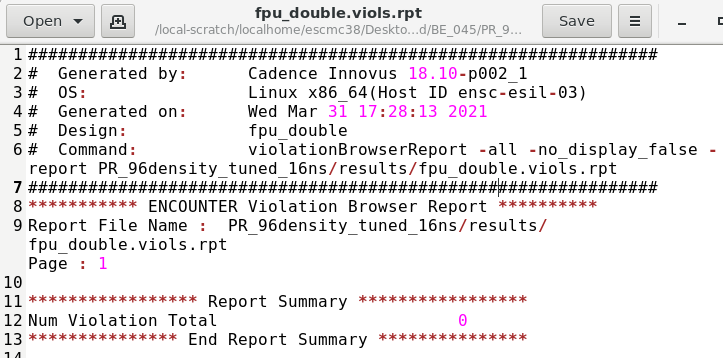 Open
fpu_double.viols.rpt
/local-scratch/localhome/escmc38/Deskto...d/BE_045/PR_9...
Save
1 ###############################################################
2 #  Generated by:      Cadence Innovus 18.10-p002_1
3 #  OS:                Linux x86_64(Host ID ensc-esil-03)
4 #  Generated on:      Wed Mar 31 17:28:13 2021
5 #  Design:            fpu_double
6 #  Command:           violationBrowserReport -all -no_display_false -
report PR_96density_tuned_16ns/results/fpu_double.viols.rpt
7 ###############################################################
8 *********** ENCOUNTER Violation Browser Report **********
9 Report File Name :  PR_96density_tuned_16ns/results/
fpu_double.viols.rpt
Page : 1
10
11 ***************** Report Summary *****************
12 Num Violation Total                        0
13 *************** End Report Summary ***************
14